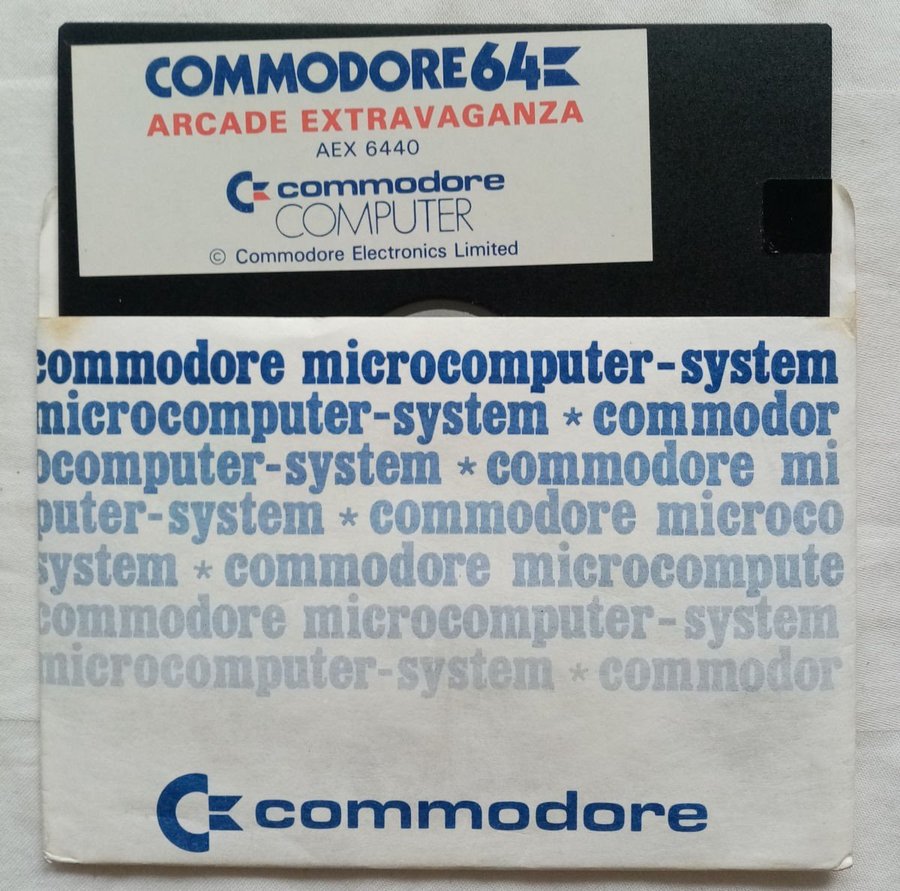 COMMODORE 64
ARCADE EXTRAVAGANZA
AEX 6440
commodore
COMPUTER
© Commodore Electronics Limited
commodore microcomputer-system
microcomputer-system * commodor
ocomputer-system * commodore mi
puter-system * commodore microco
system * commodore microcompute
commodore microcomputer-system
microcomputer-system * commodor
commodore